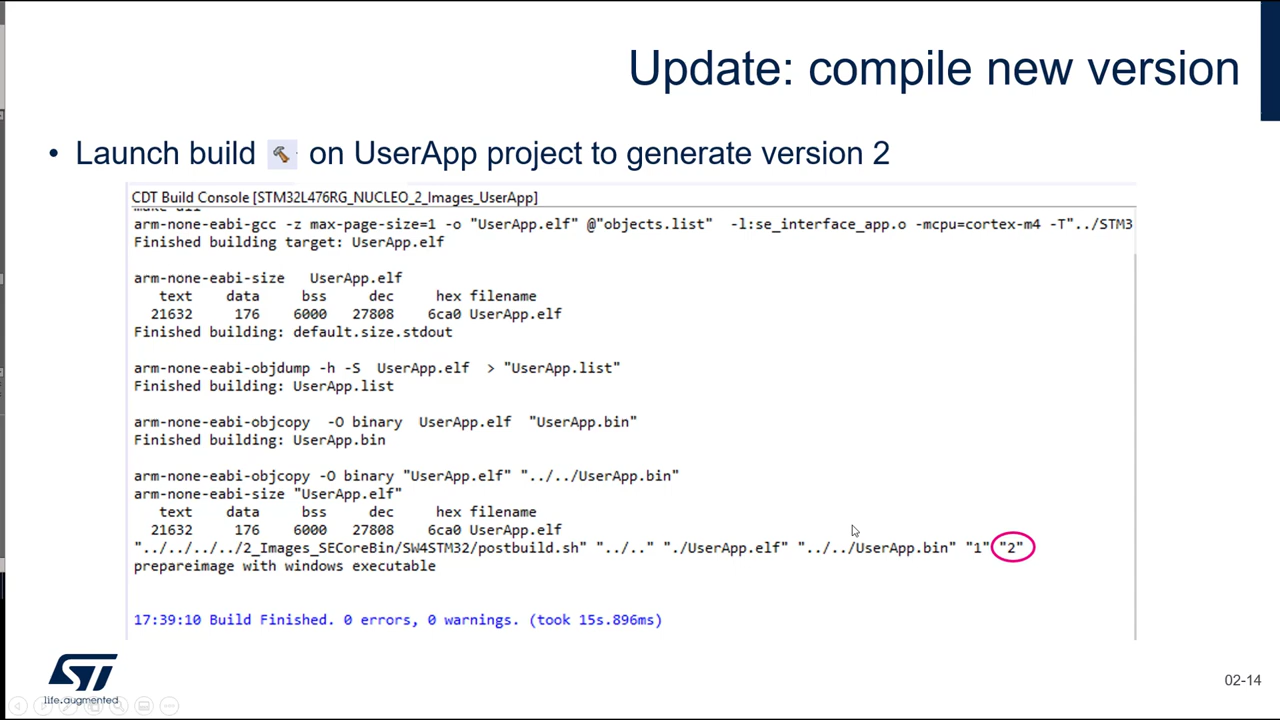 Update: compile new version
• Launch build on UserApp project to generate version 2
CDT Build Console [STM32L476RG_NUCLEO_2_Images_UserApp]
make all
arm-none-eabi-gcc -z max-page-size=1 -o "UserApp.elf" @"objects.list"  -l:se_interface_app.o -mcpu=cortex-m4 -T"../STM3
Finished building target: UserApp.elf
arm-none-eabi-size   UserApp.elf
text    data     bss     dec     hex filename
21632     176    6000   27808    6ca0 UserApp.elf
Finished building: default.size.stdout
arm-none-eabi-objdump -h -S  UserApp.elf  > "UserApp.list"
Finished building: UserApp.list
arm-none-eabi-objcopy  -O binary  UserApp.elf  "UserApp.bin"
Finished building: UserApp.bin
arm-none-eabi-objcopy -O binary "UserApp.elf" "../../UserApp.bin"
arm-none-eabi-size "UserApp.elf"
text    data     bss     dec     hex filename
21632     176    6000   27808    6ca0 UserApp.elf
"../../../../2_Images_SECoreBin/SW4STM32/postbuild.sh" "../.." "./UserApp.elf" "../../UserApp.bin" "1" "2"
prepareimage with windows executable
17:39:10 Build Finished. 0 errors, 0 warnings. (took 15s.896ms)
ST
life.augmented
02-14